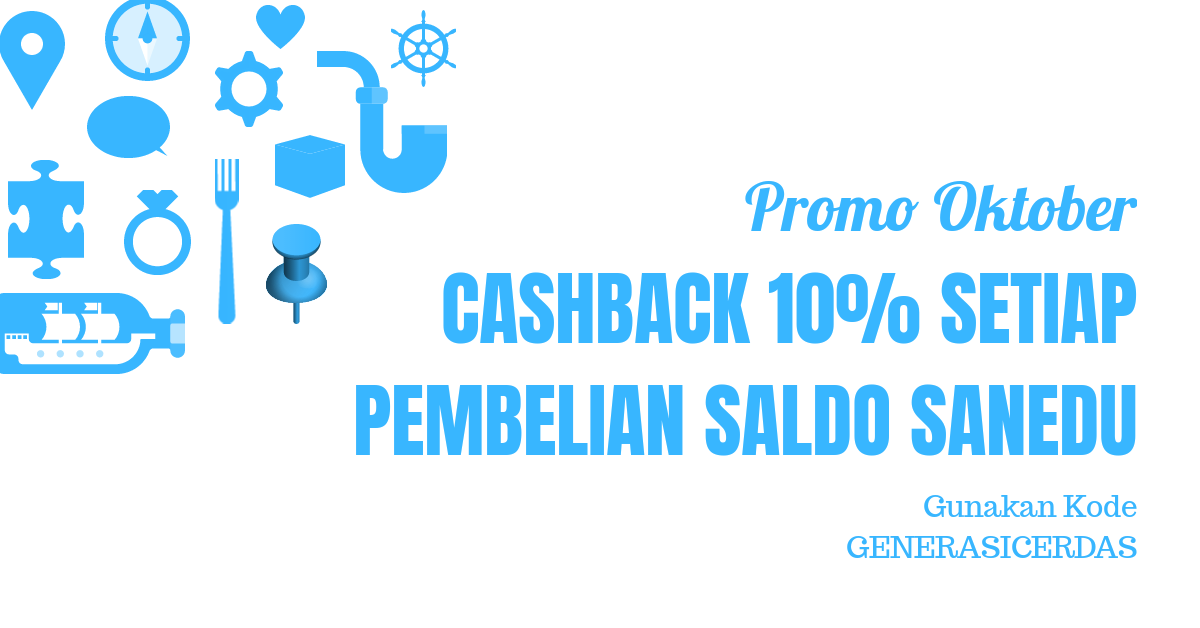 Promo Oktober
CASHBACK 10% SETIAP
PEMBELIAN SALDO SANEDU
Gunakan Kode
GENERASICERDAS